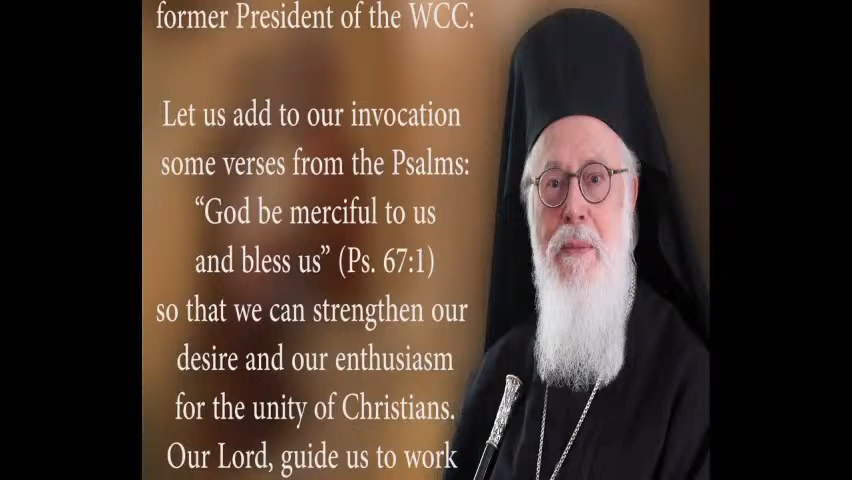 former President of the WCC:
Let us add to our invocation
some verses from the Psalms:
“God be merciful to us
and bless us” (Ps. 67:1)
so that we can strengthen our
desire and our enthusiasm
for the unity of Christians.
Our Lord, guide us to work